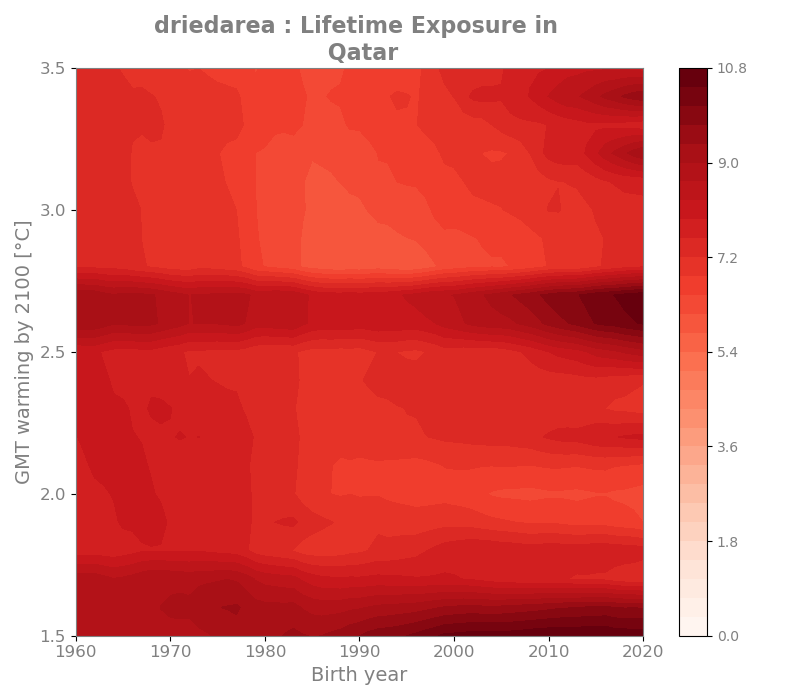 driedarea : Lifetime Exposure in
Qatar
3.5
3.0
2.5
2.0
1.5
GMT warming by 2100 [°C]
1960 1970 1980 1990 2000 2010 2020
Birth year
10.8
9.0
7.2
5.4
3.6
1.8
0.0